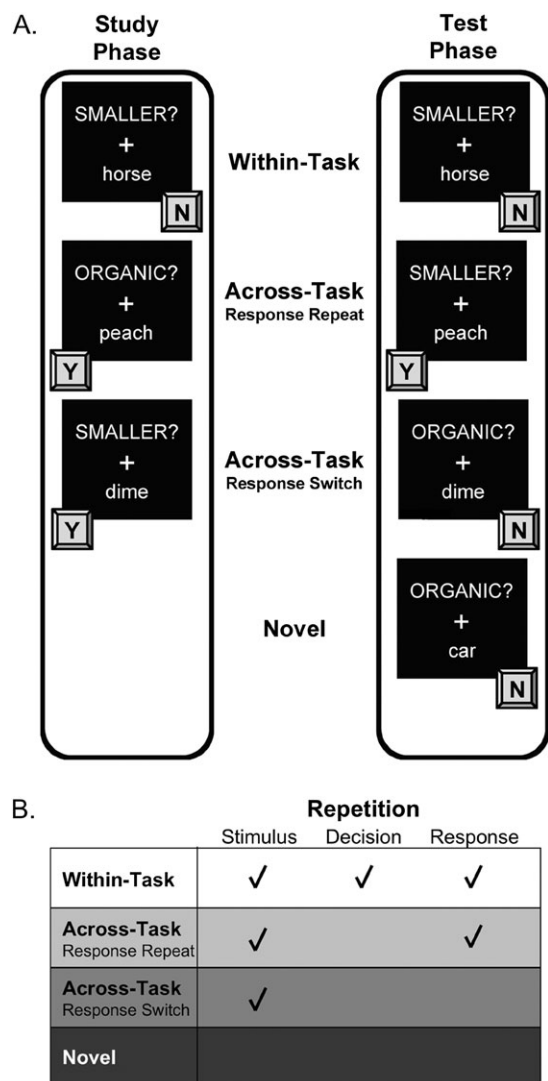 A.
Study
Phase
Test
Phase
SMALLER?
+
horse
N
Within-Task
SMALLER?
+
horse
N
ORGANIC?
+
peach
Y
Across-Task
Response Repeat
SMALLER?
+
peach
Y
SMALLER?
+
dime
Y
Across-Task
Response Switch
ORGANIC?
+
dime
N
Novel
ORGANIC?
+
car
N
B.
Repetition
Stimulus Decision Response
Within-Task ✓ ✓ ✓
Across-Task
Response Repeat ✓ ✓
Across-Task
Response Switch ✓
Novel